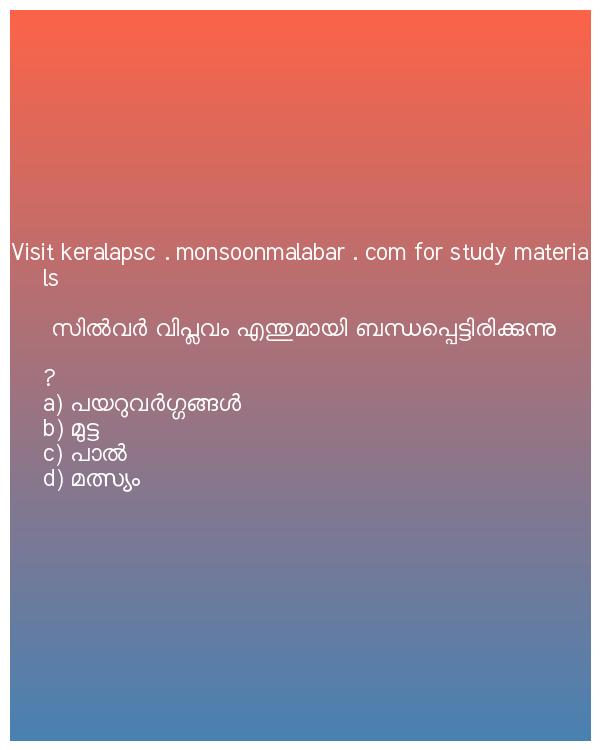 Visit keralapsc . monsoonmalabar . com for study materia
ls
സിൽവർ വിപ്ലവം എന്തുമായി ബന്ധപ്പെട്ടിരിക്കുന്നു
?
a) പയറുവർഗ്ഗങ്ങൾ
b) മുട്ട
c) പാൽ
d) മത്സ്യം